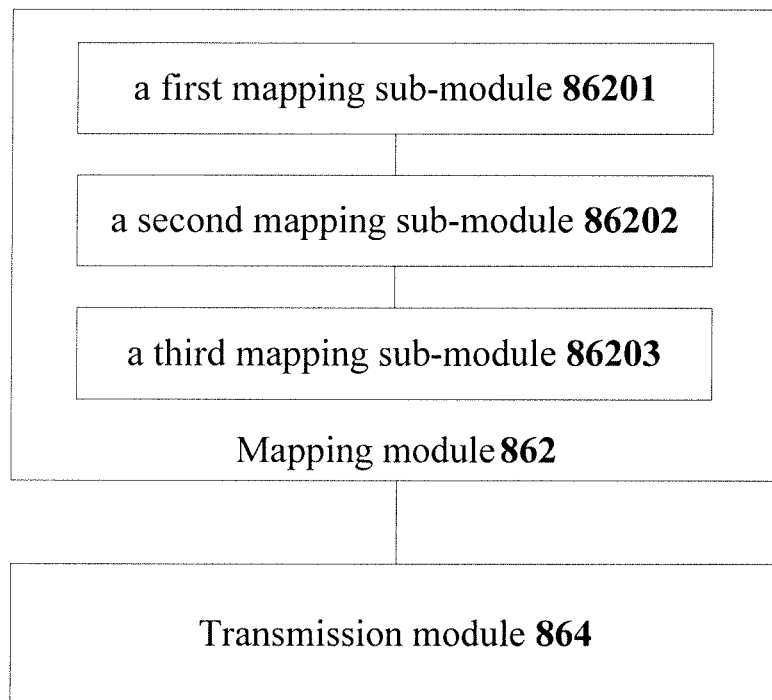 a first mapping sub-module 86201
a second mapping sub-module 86202
a third mapping sub-module 86203
Mapping module 862
Transmission module 864